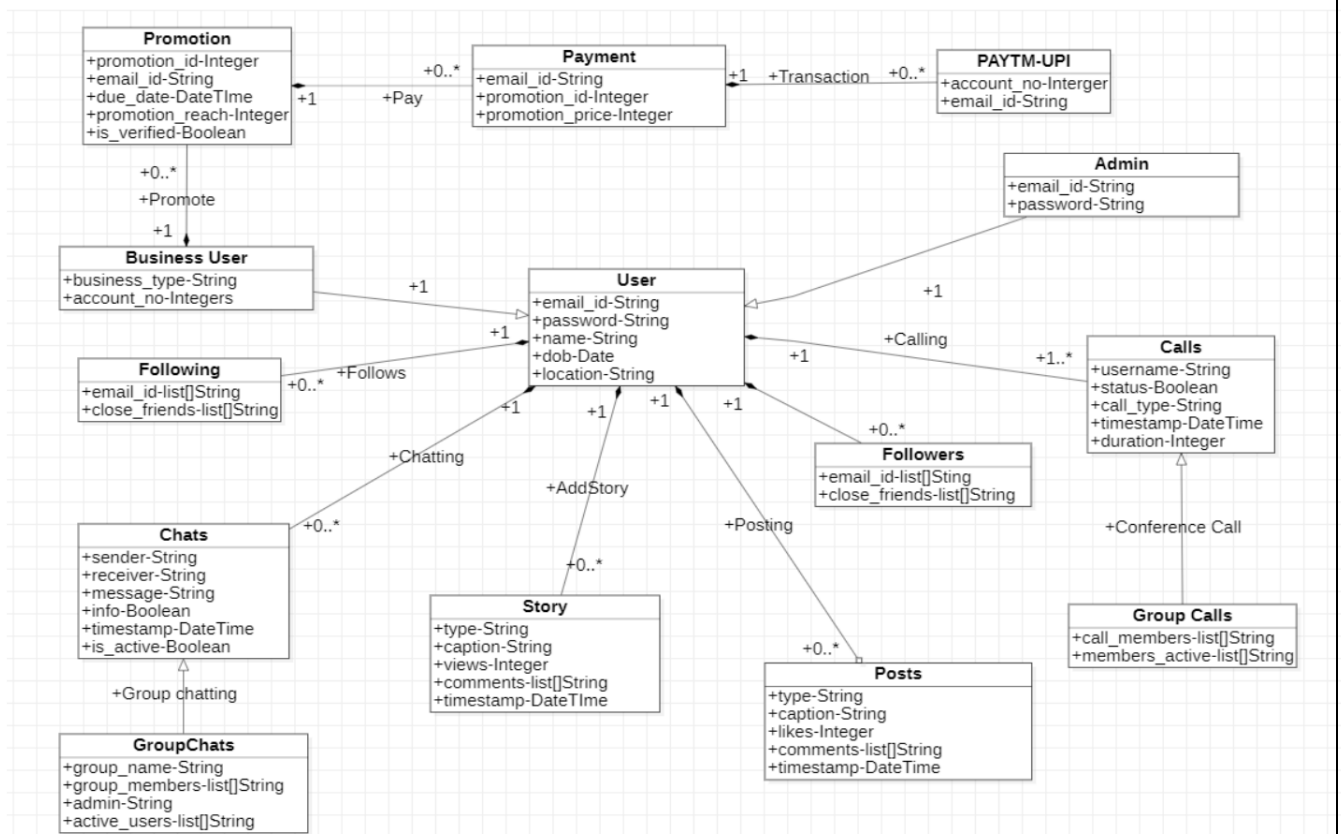 Promotion
+promotion_id-Integer
+email_id-String
+due_date-DateTIme
+promotion_reach-Integer
+is_verified-Boolean
+1
+Pay
+0..*
Payment
+email_id-String
+promotion_id-Integer
+promotion_price-Integer
+1
+Transaction
+0..*
PAYTM-UPI
+account_no-Interger
+email_id-String
+0..*
+Promote
+1
Admin
+email_id-String
+password-String
Business User
+business_type-String
+account_no-Integers
+1
User
+email_id-String
+password-String
+name-String
+dob-Date
+location-String
+1
+1
+Calling
+1..*
Calls
+username-String
+status-Boolean
+call_type-String
+timestamp-DateTime
+duration-Integer
+1
+Follows
+0..*
Following
+email_id-list[]String
+close_friends-list[]String
+1
+1
+1
+1
+0..*
Followers
+email_id-list[]Sting
+close_friends-list[]String
+Chatting
+0..*
+AddStory
+0..*
+Posting
+0..*
+Conference Call
Chats
+sender-String
+receiver-String
+message-String
+info-Boolean
+timestamp-DateTime
+is_active-Boolean
Story
+type-String
+caption-String
+views-Integer
+comments-list[]String
+timestamp-DateTIme
Group Calls
+call_members-list[]String
+members_active-list[]String
Posts
+type-String
+caption-String
+likes-Integer
+comments-list[]String
+timestamp-DateTime
+Group chatting
GroupChats
+group_name-String
+group_members-list[]String
+admin-String
+active_users-list[]String